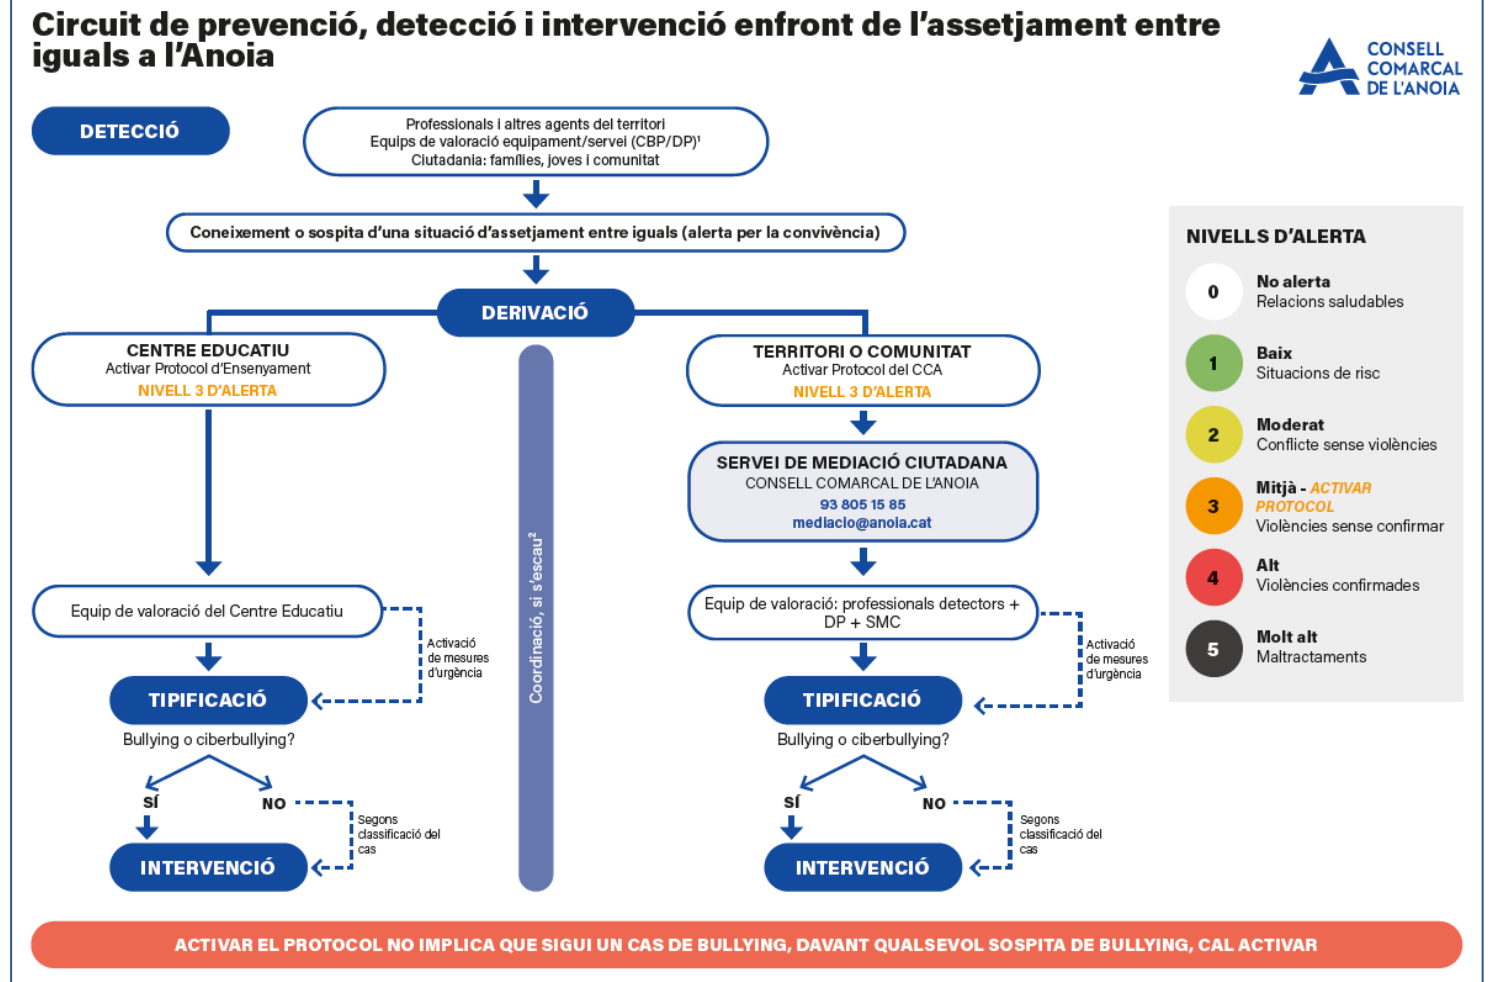 Circuit de prevenció, detecció i intervenció enfront de l'assetjament entre
iguals a l'Anoia
CONSELL
COMARCAL
DE L'ANOIA
DETECCIÓ
Professionals i altres agents del territori
Equips de valoració equipament/servei (CBP/DP)¹
Ciutadania: famílies, joves i comunitat
Coneixement o sospita d'una situació d'assetjament entre iguals (alerta per la convivència)
DERIVACIÓ
CENTRE EDUCATIU
Activar Protocol d'Ensenyament
NIVELL 3 D'ALERTA
Equip de valoració del Centre Educatiu
Activació
de mesures
d'urgència
TIPIFICACIÓ
Bullying o ciberbullying?
SÍ
NO
Segons
classificació del
cas
INTERVENCIÓ
Coordinació, si s'escau²
TERRITORI O COMUNITAT
Activar Protocol del CCA
NIVELL 3 D'ALERTA
SERVEI DE MEDIACIÓ CIUTADANA
CONSELL COMARCAL DE L'ANOIA
93 805 15 85
mediacio@anoia.cat
Equip de valoració: professionals detectors +
DP + SMC
Activació
de mesures
d'urgència
TIPIFICACIÓ
Bullying o ciberbullying?
SÍ
NO
Segons
classificació del
cas
INTERVENCIÓ
NIVELLS D'ALERTA
0
No alerta
Relacions saludables
1
Baix
Situacions de risc
2
Moderat
Conflicte sense violències
3
Mitjà - ACTIVAR
PROTOCOL
Violències sense confirmar
4
Alt
Violències confirmades
5
Molt alt
Maltractaments
ACTIVAR EL PROTOCOL NO IMPLICA QUE SIGUI UN CAS DE BULLYING, DAVANT QUALSEVOL SOSPITA DE BULLYING, CAL ACTIVAR